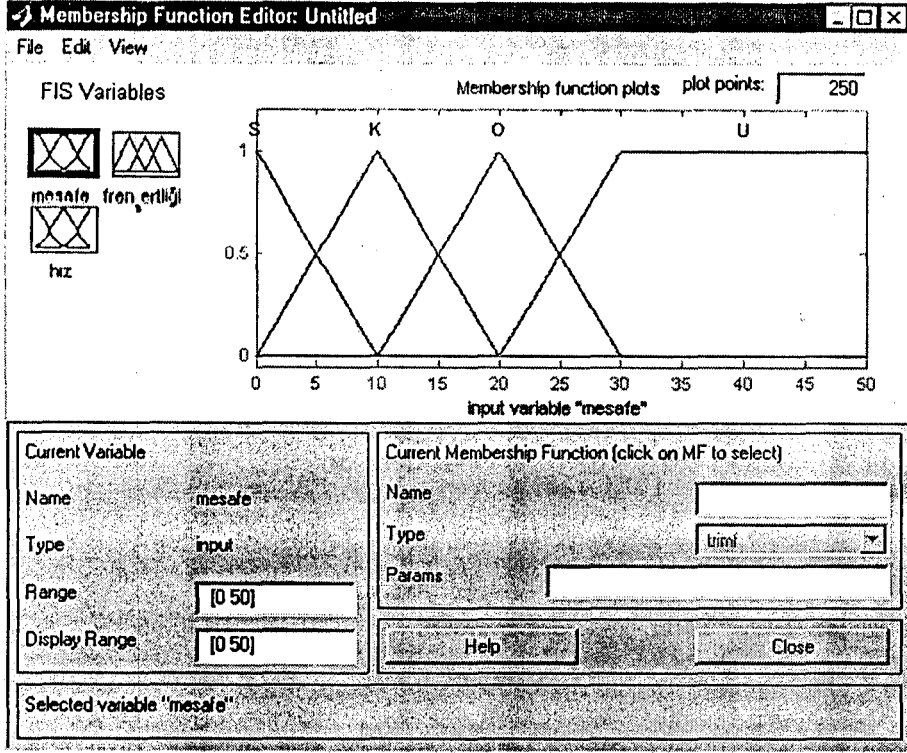 Membership Function Editor: Untitled
File Edit View
FIS Variables
Membership function plots plot points: 250
S K O U
1
0.5
0
mesafe fren_sertliği
hız
0 5 10 15 20 25 30 35 40 45 50
input variable "mesafe"
Current Variable
Name mesafe
Type input
Range [0 50]
Display Range [0 50]
Current Membership Function (click on MF to select)
Name
Type trimf
Params
Help Close
Selected variable "mesafe"